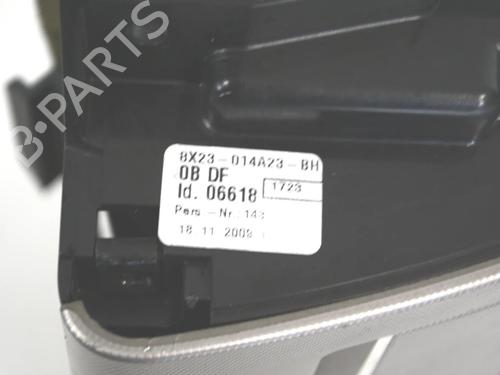 B-PARTS
8X23-014A23-BH
0B DF
Id. 06618 1723
Pers.-Nr. 143
18 11 2009